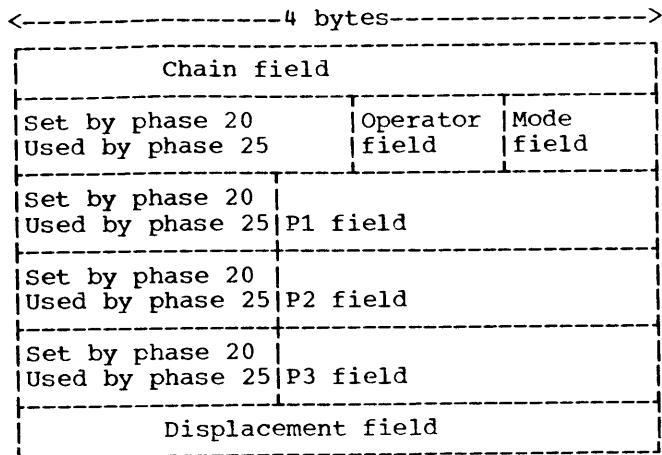 <-----------------4 bytes----------------->
Chain field
Set by phase 20 |Operator |Mode
Used by phase 25 |field |field
Set by phase 20 |
Used by phase 25|P1 field
Set by phase 20 |
Used by phase 25|P2 field
Set by phase 20 |
Used by phase 25|P3 field
Displacement field